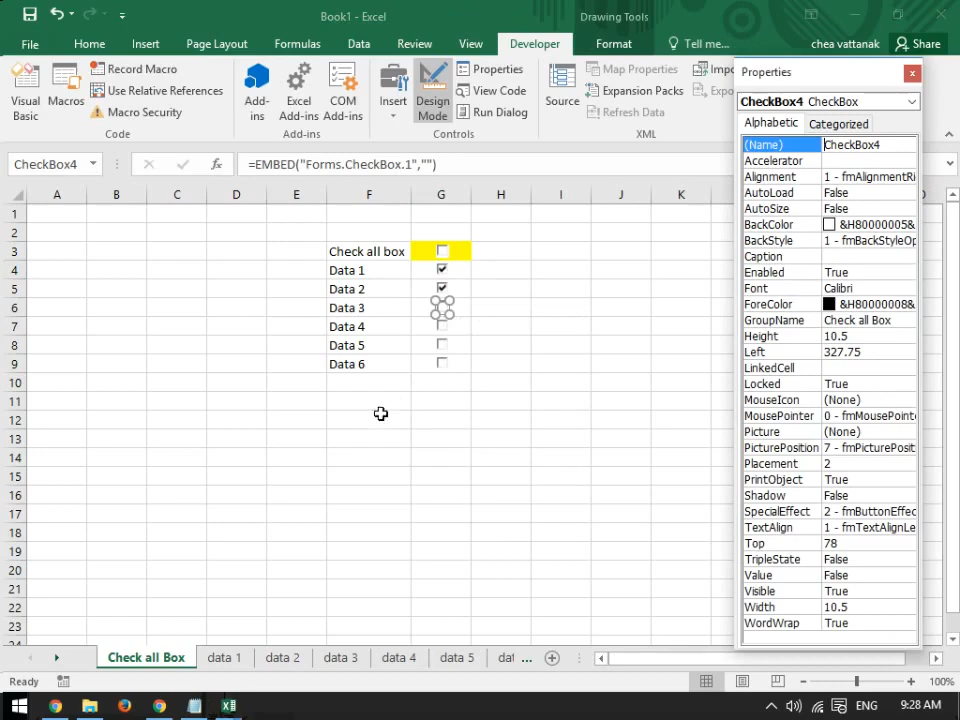 Book1 - Excel
Drawing Tools
File Home Insert Page Layout Formulas Data Review View Developer Format Tell me... chea vattanak Share
Visual Basic
Macros
Record Macro
Use Relative References
Macro Security
Code
Add-ins
Excel Add-ins
COM Add-ins
Add-ins
Insert
Design Mode
Properties
View Code
Run Dialog
Controls
Source
Map Properties
Expansion Packs
Refresh Data
XML
Impo
Expo
CheckBox4
fx
=EMBED("Forms.CheckBox.1","")
A B C D E F G H I J K
1
2
3 Check all box
4 Data 1
5 Data 2
6 Data 3
7 Data 4
8 Data 5
9 Data 6
10
11
12
13
14
15
16
17
18
19
20
21
22
23
Properties
CheckBox4 CheckBox
Alphabetic Categorized
(Name) CheckBox4
Accelerator
Alignment 1 - fmAlignmentRi
AutoLoad False
AutoSize False
BackColor &H80000005&
BackStyle 1 - fmBackStyleOp
Caption
Enabled True
Font Calibri
ForeColor &H80000008&
GroupName Check all Box
Height 10.5
Left 327.75
LinkedCell
Locked True
MouseIcon (None)
MousePointer 0 - fmMousePointe
Picture (None)
PicturePosition 7 - fmPicturePosit
Placement 2
PrintObject True
Shadow False
SpecialEffect 2 - fmButtonEffec
TextAlign 1 - fmTextAlignLe
Top 78
TripleState False
Value False
Visible True
Width 10.5
WordWrap True
Check all Box data 1 data 2 data 3 data 4 data 5 dat ...
Ready
100%
ENG 9:28 AM